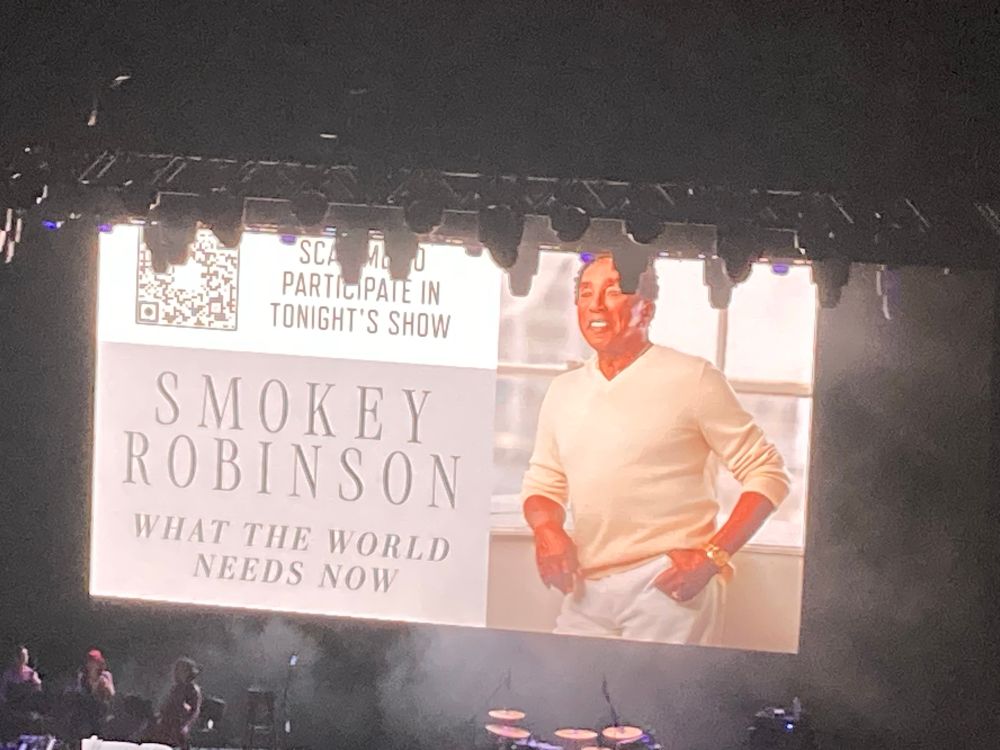 PARTICIPATE IN
TONIGHT'S SHOW
SMOKEY
ROBINSON
WHAT THE WORLD
NEEDS NOW